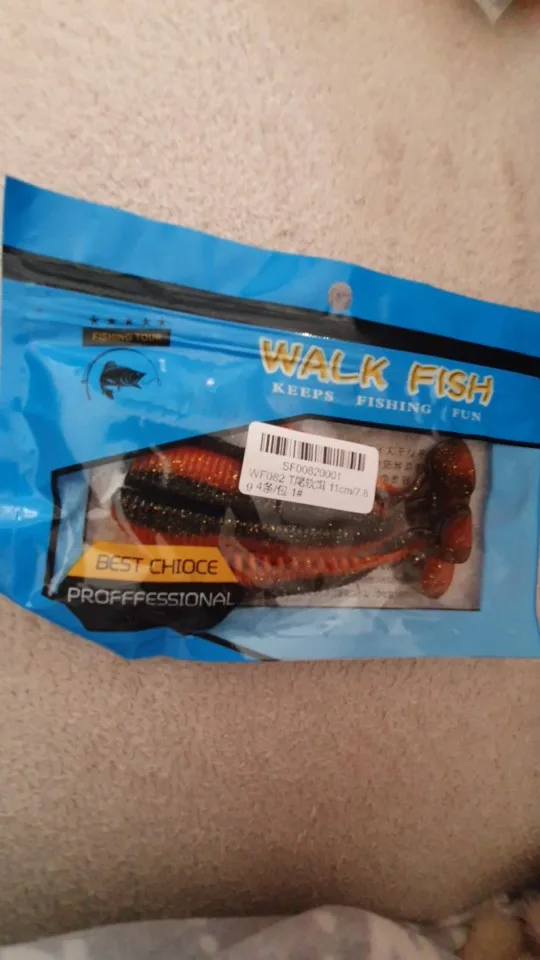 FISHING TOUR
WALK FISH
KEEPS FISHING FUN
SF00820001
WF082 T尾软饵 11cm/7.8
g 4条/包 1#
BEST CHIOCE
PROFFFESSIONAL